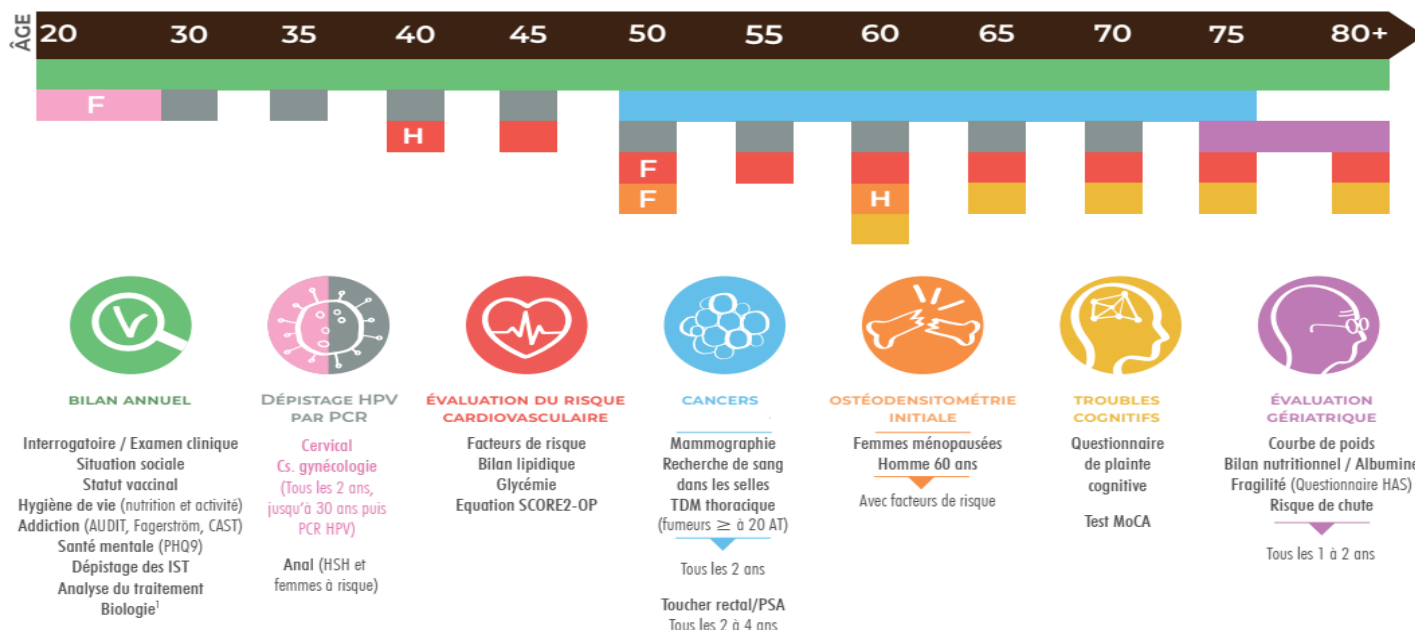 ÂGE
20 30 35 40 45 50 55 60 65 70 75 80+
F
H
F
F H
BILAN ANNUEL
Interrogatoire / Examen clinique
Situation sociale
Statut vaccinal
Hygiène de vie (nutrition et activité)
Addiction (AUDIT, Fagerström, CAST)
Santé mentale (PHQ9)
Dépistage des IST
Analyse du traitement
Biologie¹
DÉPISTAGE HPV
PAR PCR
Cervical
Cs. gynécologie
(Tous les 2 ans,
jusqu'à 30 ans puis
PCR HPV)
Anal (HSH et
femmes à risque)
ÉVALUATION DU RISQUE
CARDIOVASCULAIRE
Facteurs de risque
Bilan lipidique
Glycémie
Equation SCORE2-OP
CANCERS
Mammographie
Recherche de sang
dans les selles
TDM thoracique
(fumeurs ≥ à 20 AT)
Tous les 2 ans
Toucher rectal/PSA
Tous les 2 à 4 ans
OSTÉODENSITOMÉTRIE
INITIALE
Femmes ménopausées
Homme 60 ans
Avec facteurs de risque
TROUBLES
COGNITIFS
Questionnaire
de plainte
cognitive
Test MoCA
ÉVALUATION
GÉRIATRIQUE
Courbe de poids
Bilan nutritionnel / Albumine
Fragilité (Questionnaire HAS)
Risque de chute
Tous les 1 à 2 ans